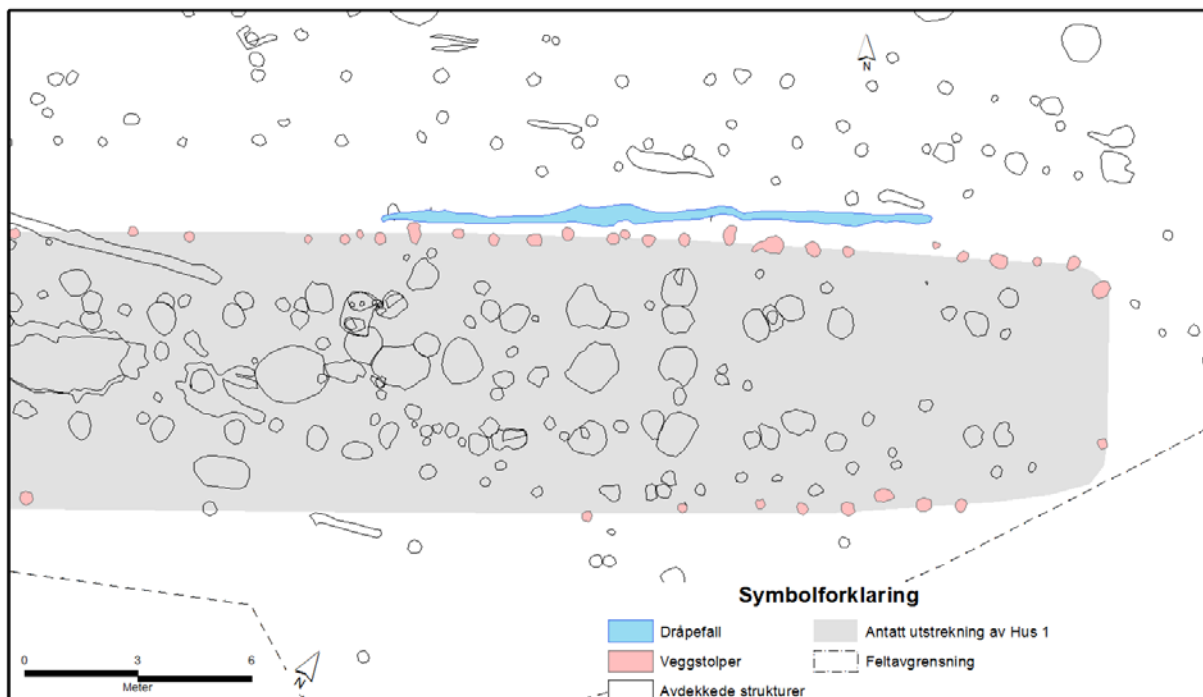 N
Symbolforklaring
Dråpefall
Antatt utstrekning av Hus 1
Veggstolper
Feltavgrensning
Avdekkede strukturer
0 3 6
Meter
N